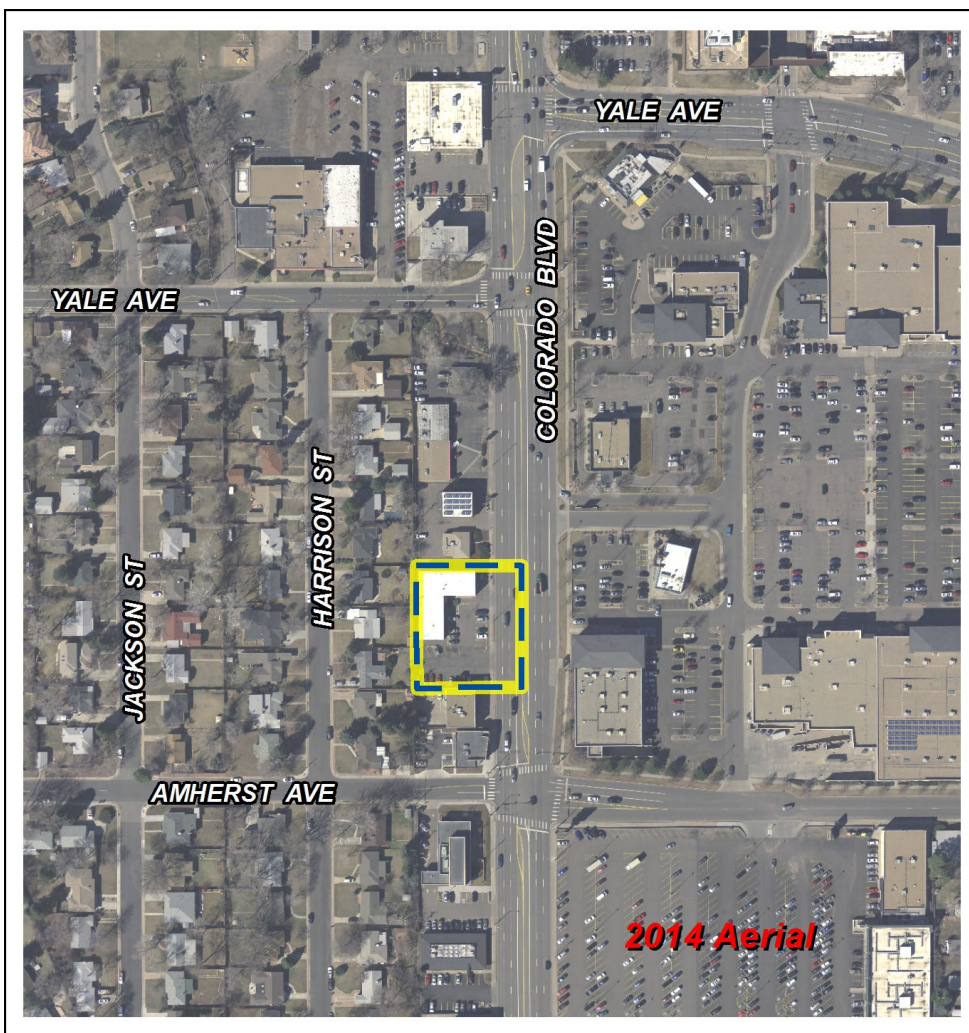 YALE AVE
COLORADO BLVD
YALE AVE
HARRISON ST
JACKSON ST
AMHERST AVE
2014 Aerial